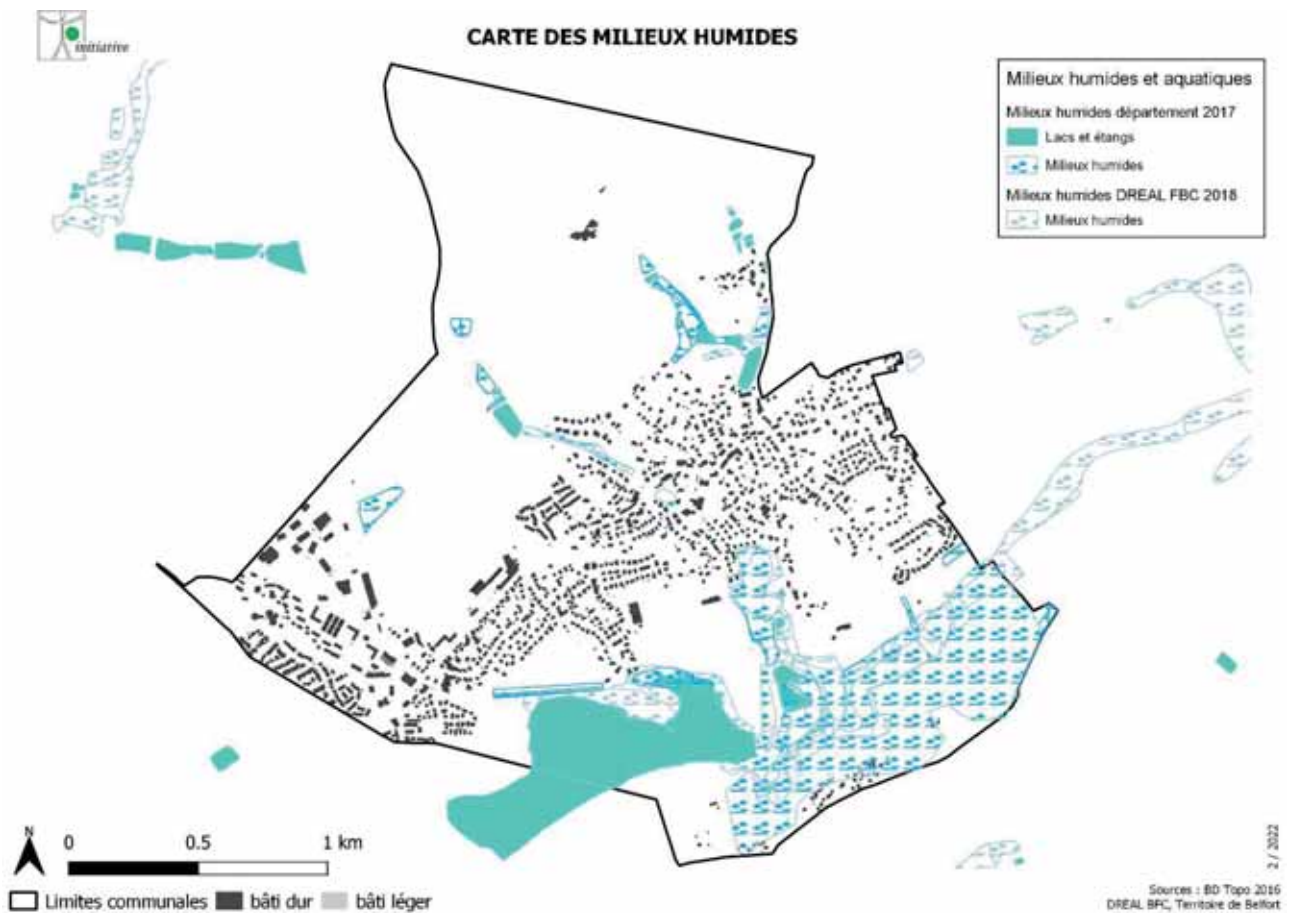 initiative
CARTE DES MILIEUX HUMIDES
Milieux humides et aquatiques
Milieux humides département 2017
Lacs et étangs
Milieux humides
Milieux humides DREAL FBC 2018
Milieux humides
N
0 0.5 1 km
Limites communales bâti dur bâti léger
2 / 2022
Sources : BD Topo 2016
DREAL BFC, Territoire de Belfort